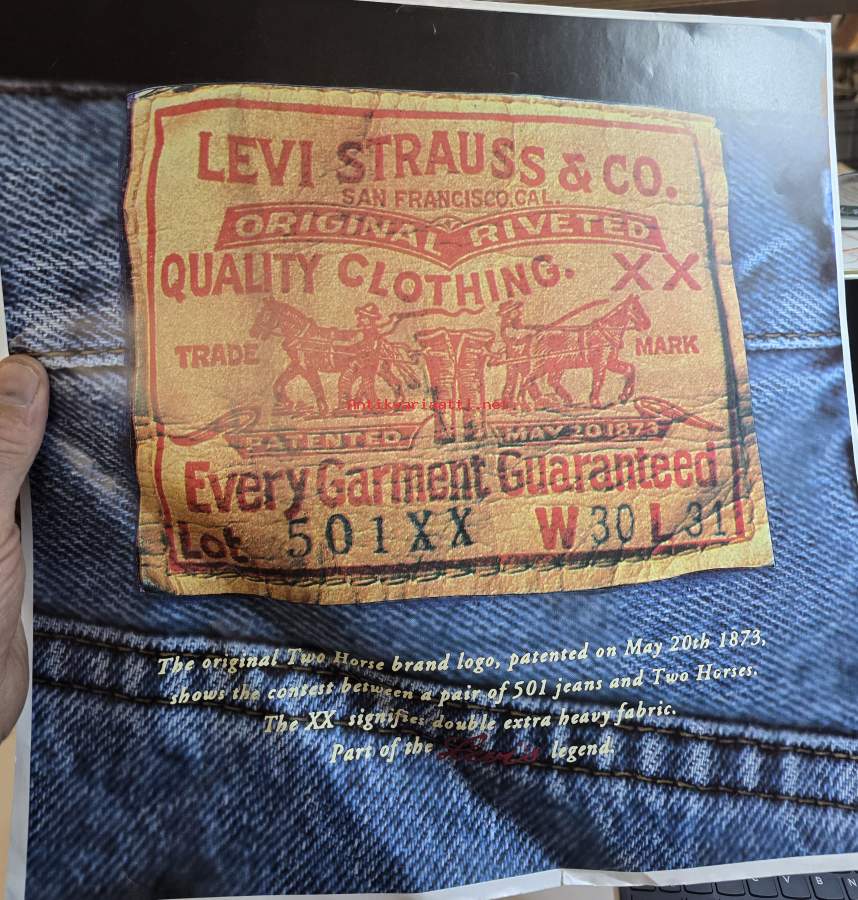 LEVI STRAUSS & CO.
SAN FRANCISCO, CAL.
ORIGINAL RIVETED
QUALITY CLOTHING. XX
TRADE MARK
Antikvariaatti.net
PATENTED MAY 20 1873
Every Garment Guaranteed
Lot 501XX W 30 L 31
The original Two Horse brand logo, patented on May 20th 1873,
shows the contest between a pair of 501 jeans and Two Horses.
The XX signifies double extra heavy fabric.
Part of the Levi's legend.
C V B N